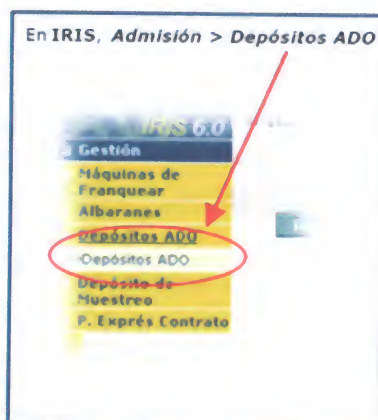 En IRIS, Admisión > Depósitos ADO
IRIS 6.0
Gestión
Máquinas de
Franquear
Albaranes
Depósitos ADO
Depósitos ADO
Depósito de
Muestreo
P. Exprés Contrato